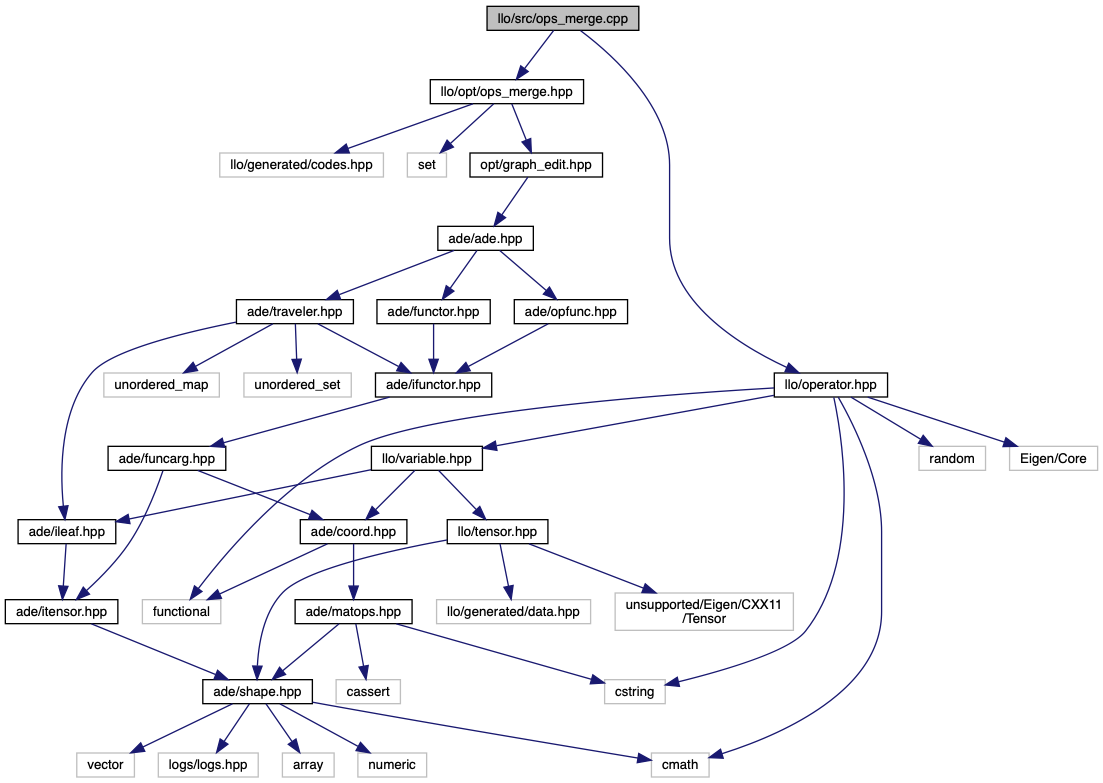 llo/src/ops_merge.cpp
llo/opt/ops_merge.hpp
llo/generated/codes.hpp
set
opt/graph_edit.hpp
ade/ade.hpp
ade/traveler.hpp
ade/functor.hpp
ade/opfunc.hpp
unordered_map
unordered_set
ade/ifunctor.hpp
llo/operator.hpp
ade/funcarg.hpp
llo/variable.hpp
random
Eigen/Core
ade/ileaf.hpp
ade/coord.hpp
llo/tensor.hpp
ade/itensor.hpp
functional
ade/matops.hpp
llo/generated/data.hpp
unsupported/Eigen/CXX11
/Tensor
ade/shape.hpp
cassert
cstring
vector
logs/logs.hpp
array
numeric
cmath